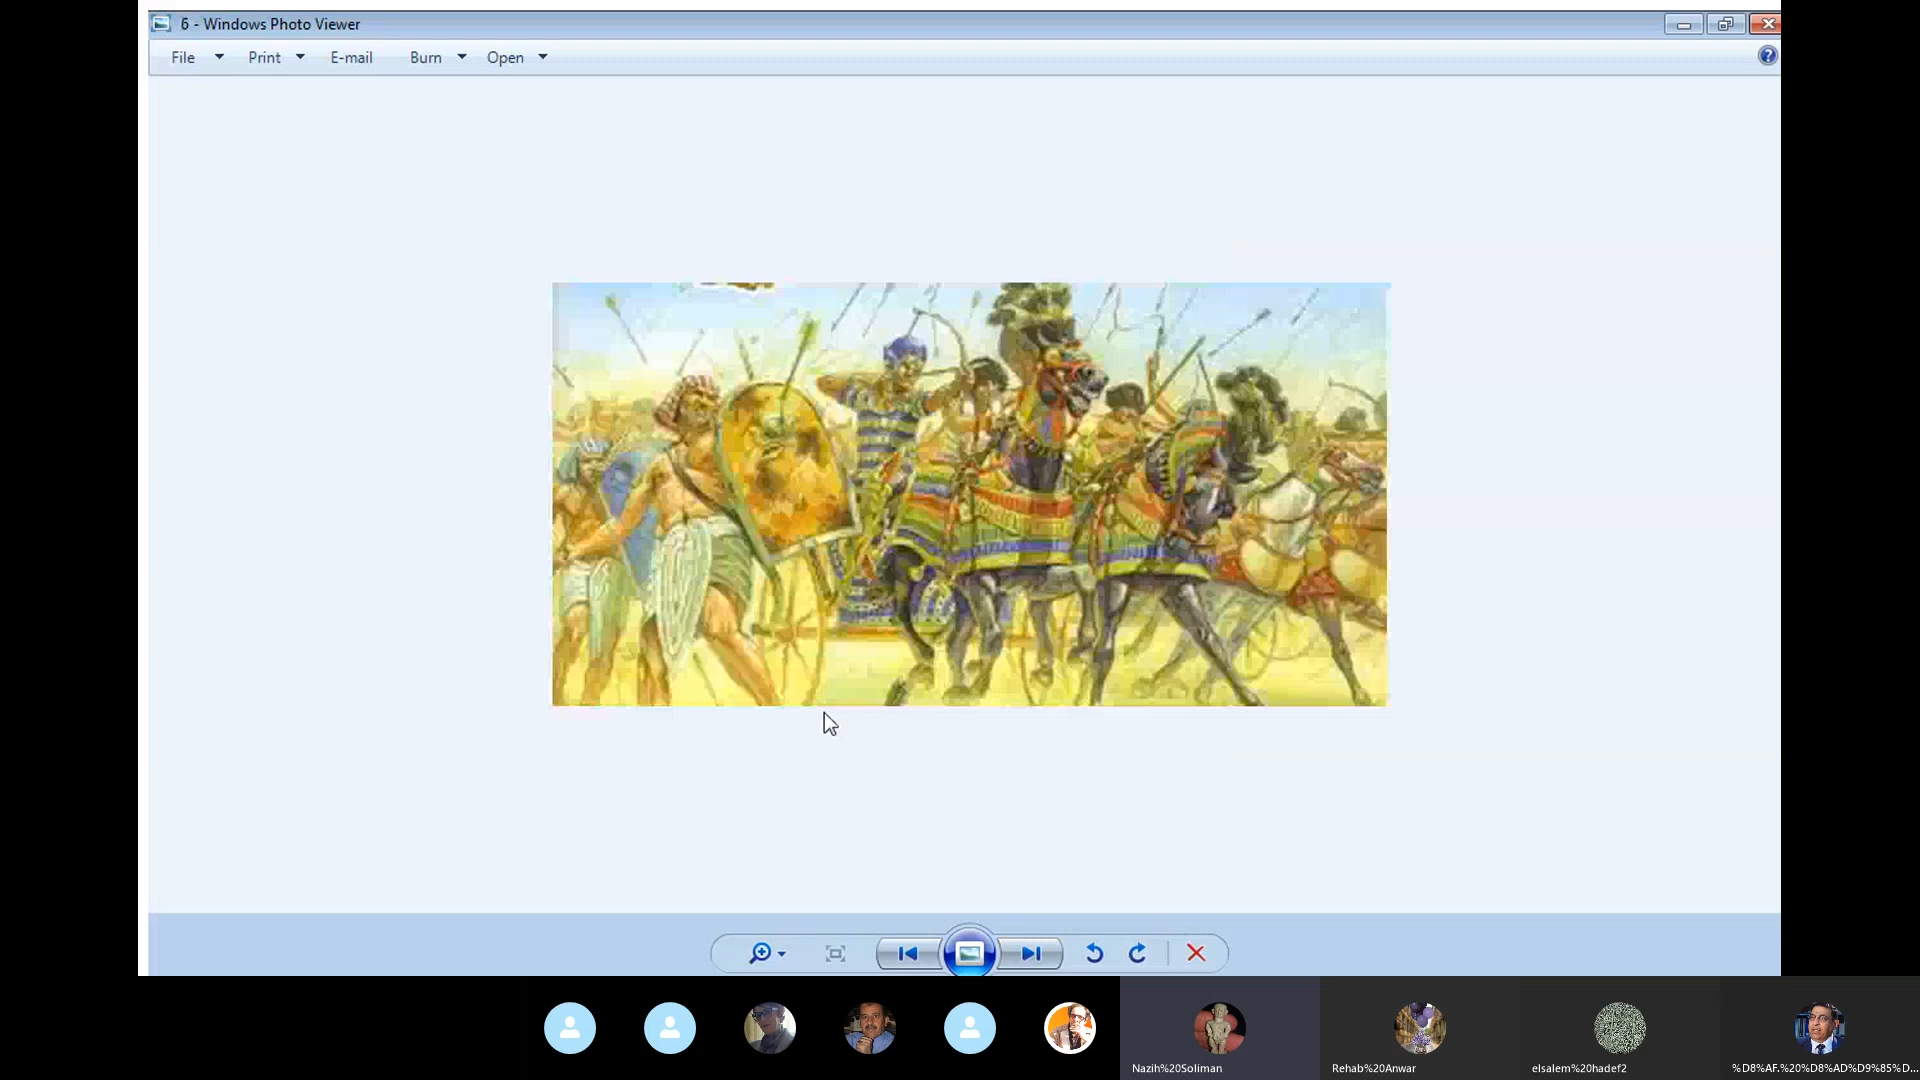 6 - Windows Photo Viewer
File Print E-mail Burn Open
Nazih%20Soliman Rehab%20Anwar elsalem%20hadef2 %D8%AF.%20%D8%AD%D9%85%D...